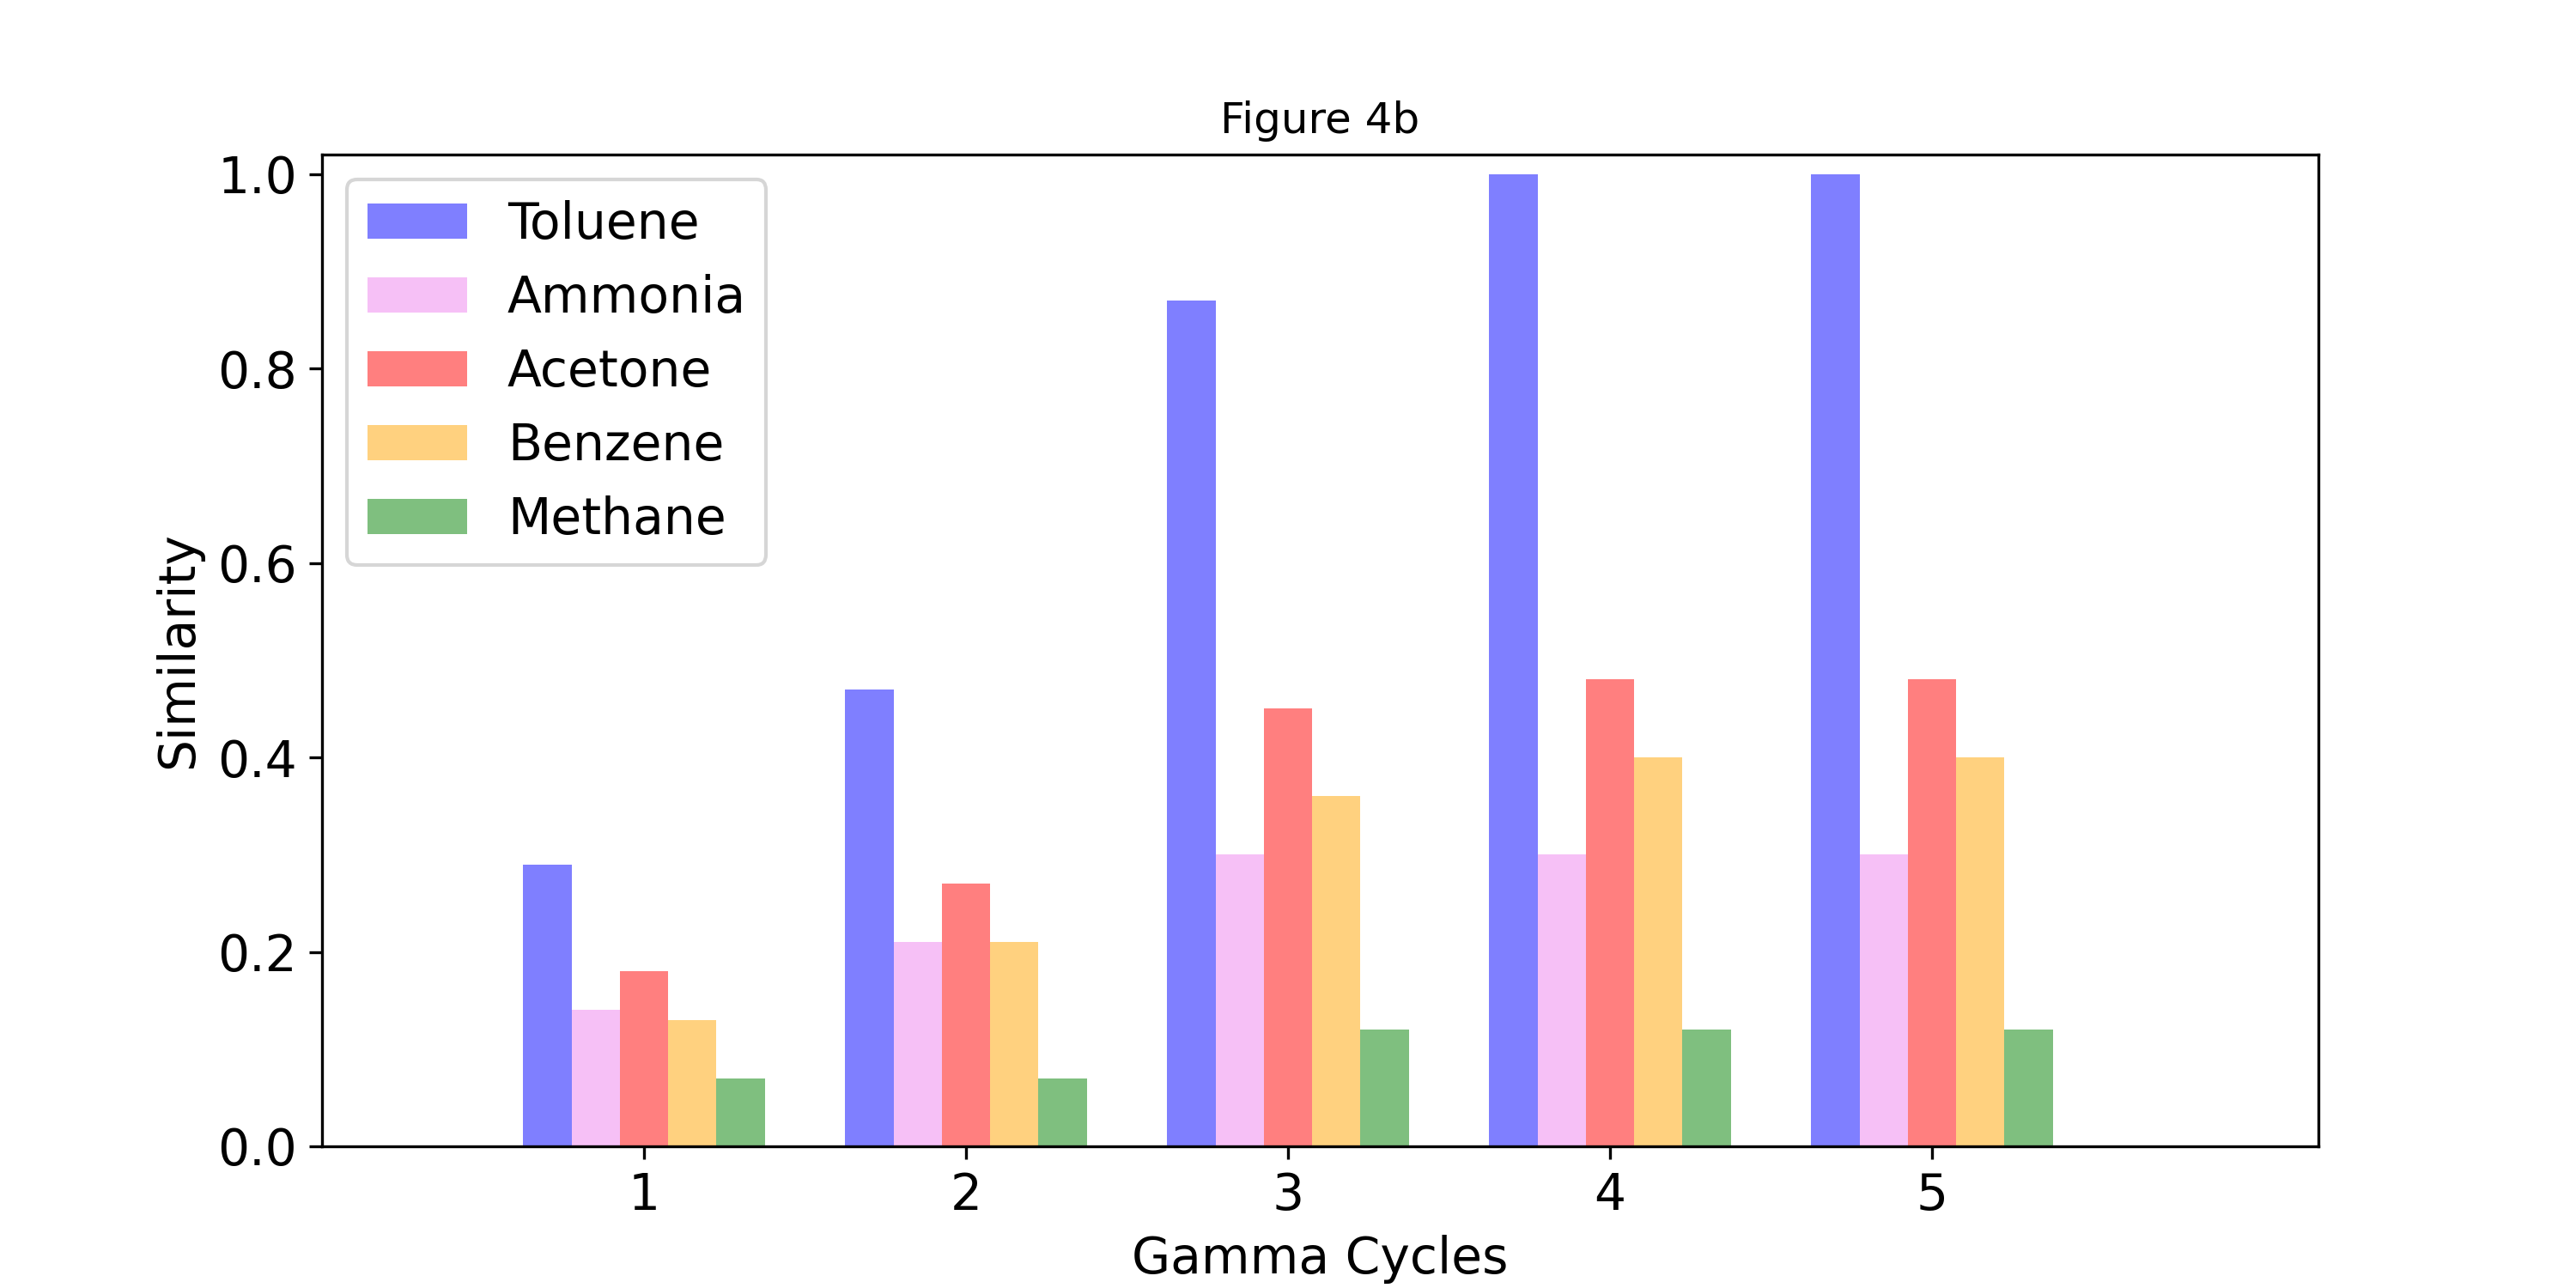 Figure 4b
1.0
0.8
0.6
0.4
0.2
0.0
Similarity
Toluene
Ammonia
Acetone
Benzene
Methane
1 2 3 4 5
Gamma Cycles